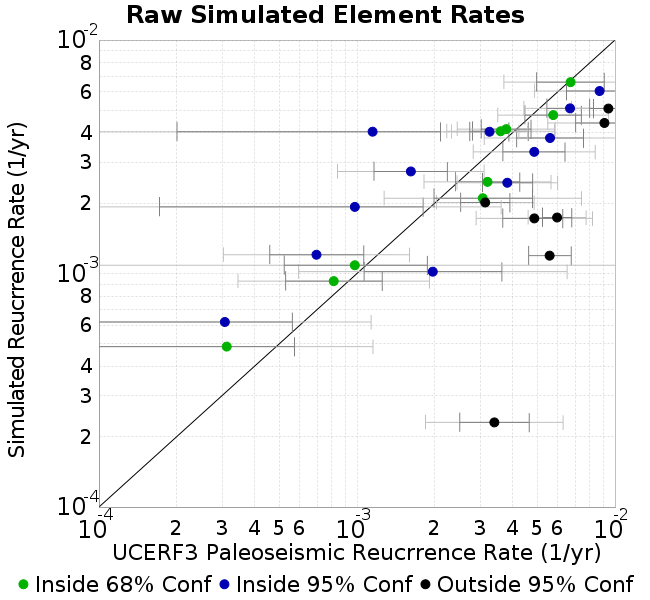 Raw Simulated Element Rates
10-2
8
6
4
3
2
10-3
8
6
4
3
2
10-4
Simulated Reucrrence Rate (1/yr)
10-4 2 3 4 5 6 10-3 2 3 4 5 6 10-2
UCERF3 Paleoseismic Reucrrence Rate (1/yr)
Inside 68% Conf Inside 95% Conf Outside 95% Conf